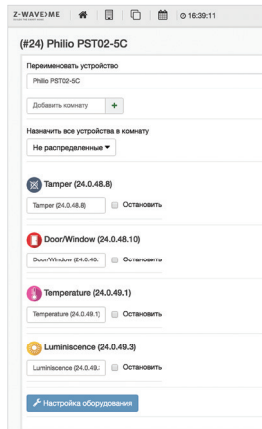 Z-WAVE>ME 16:39:11
(#24) Philio PST02-5C
Переименовать устройство
Philio PST02-5C
Добавить комнату +
Назначить все устройства в комнату
Не распределенные
Tamper (24.0.48.8)
Tamper (24.0.48.8) Остановить
Door/Window (24.0.48.10)
Door/Window (24.0.48. Остановить
Temperature (24.0.49.1)
Temperature (24.0.49.1) Остановить
Luminiscence (24.0.49.3)
Luminiscence (24.0.49.: Остановить
Настройка оборудования